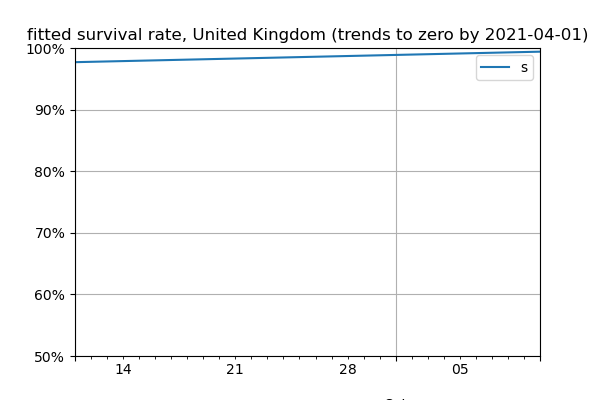 fitted survival rate, United Kingdom (trends to zero by 2021-04-01)
100%
s
90%
80%
70%
60%
50%
14 21 28 05